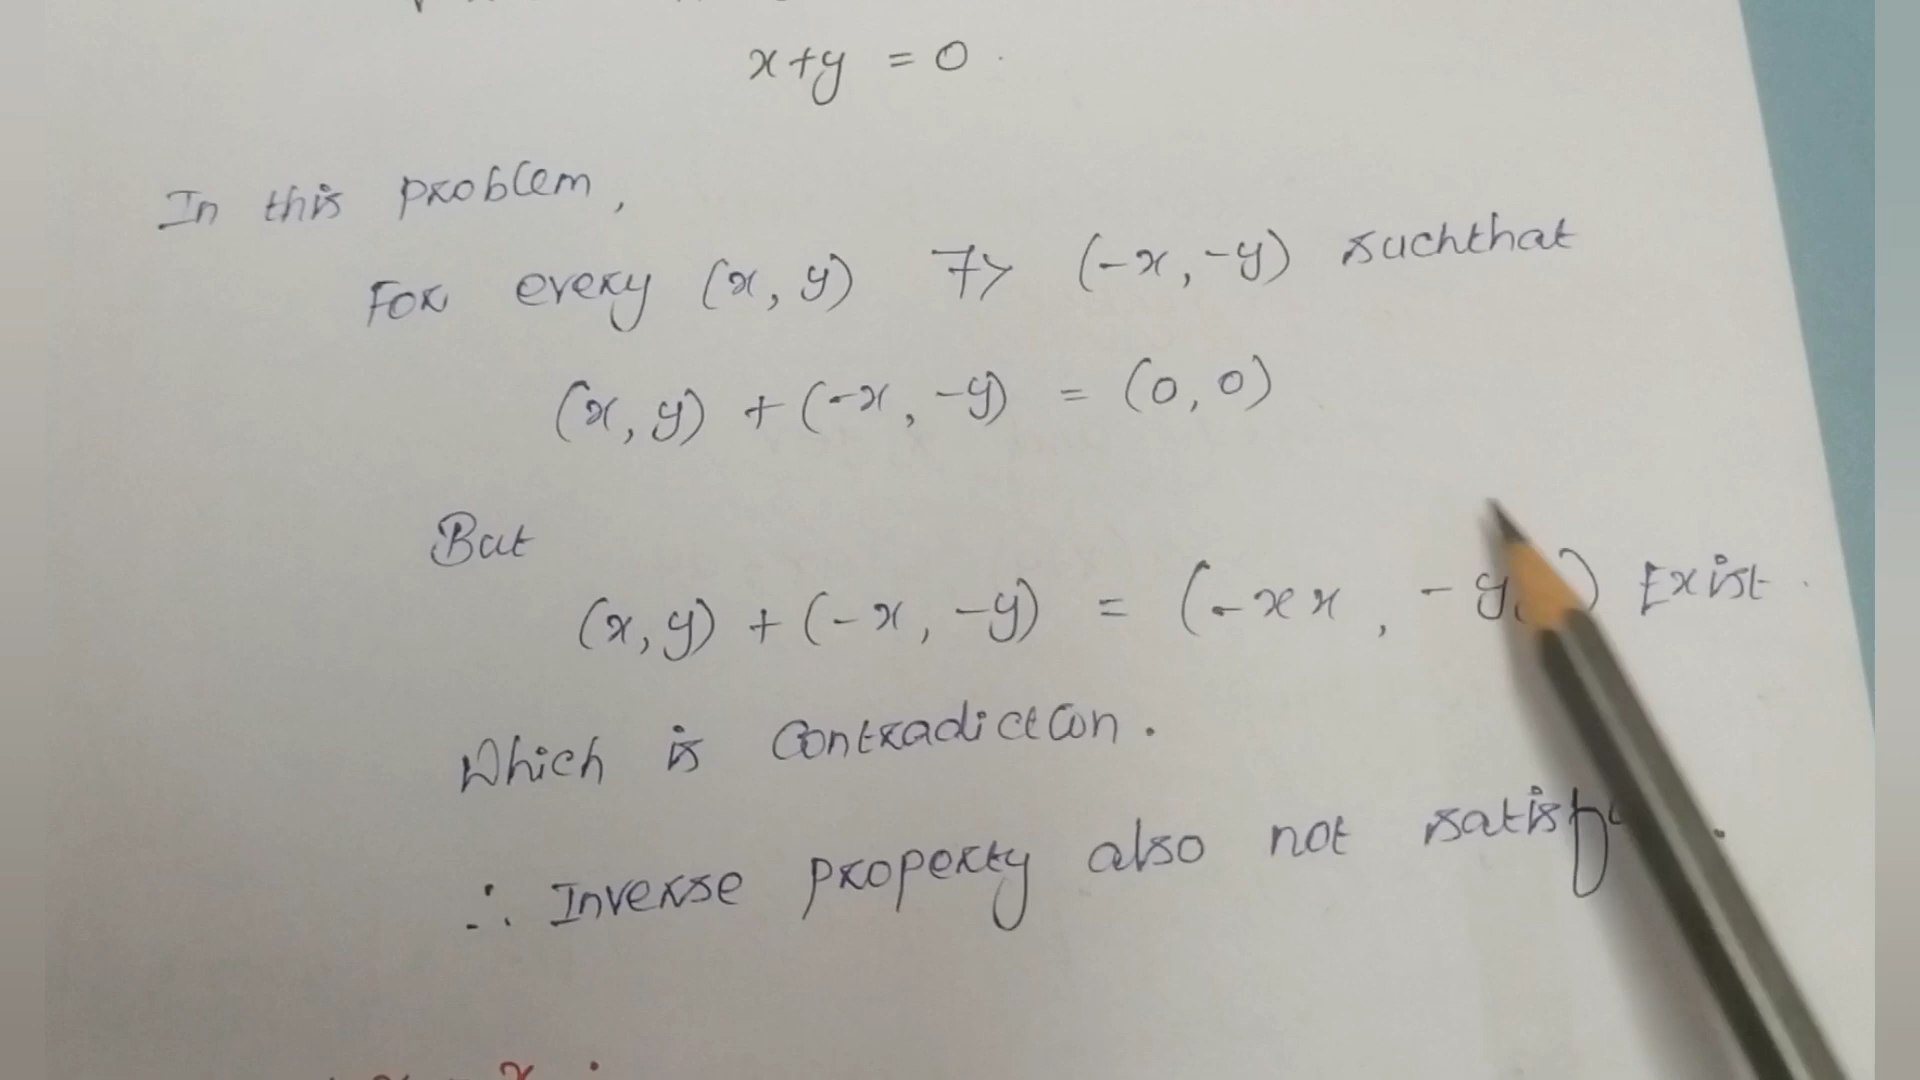 x+y = 0.
In this problem,
For every (x, y) ∃ (-x, -y) suchthat
(x, y) + (-x, -y) = (0, 0)
But
(x, y) + (-x, -y) = (-xx, -y ) Exist.
Which is Contradiction.
∴ Inverse property also not